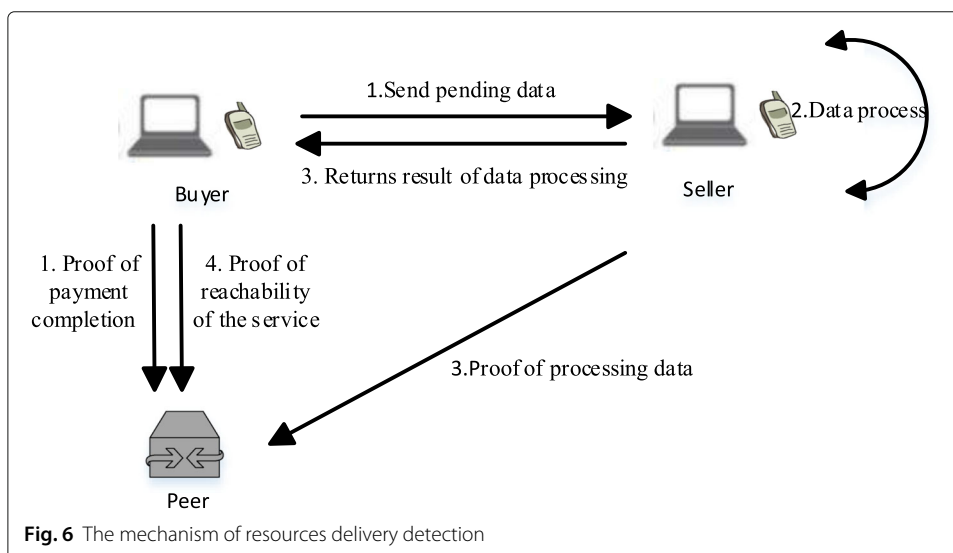 1.Send pending data
2.Data process
3. Returns result of data processing
Buyer
Seller
1. Proof of
payment
completion
4. Proof of
reachability
of the service
3.Proof of processing data
Peer
Fig. 6 The mechanism of resources delivery detection